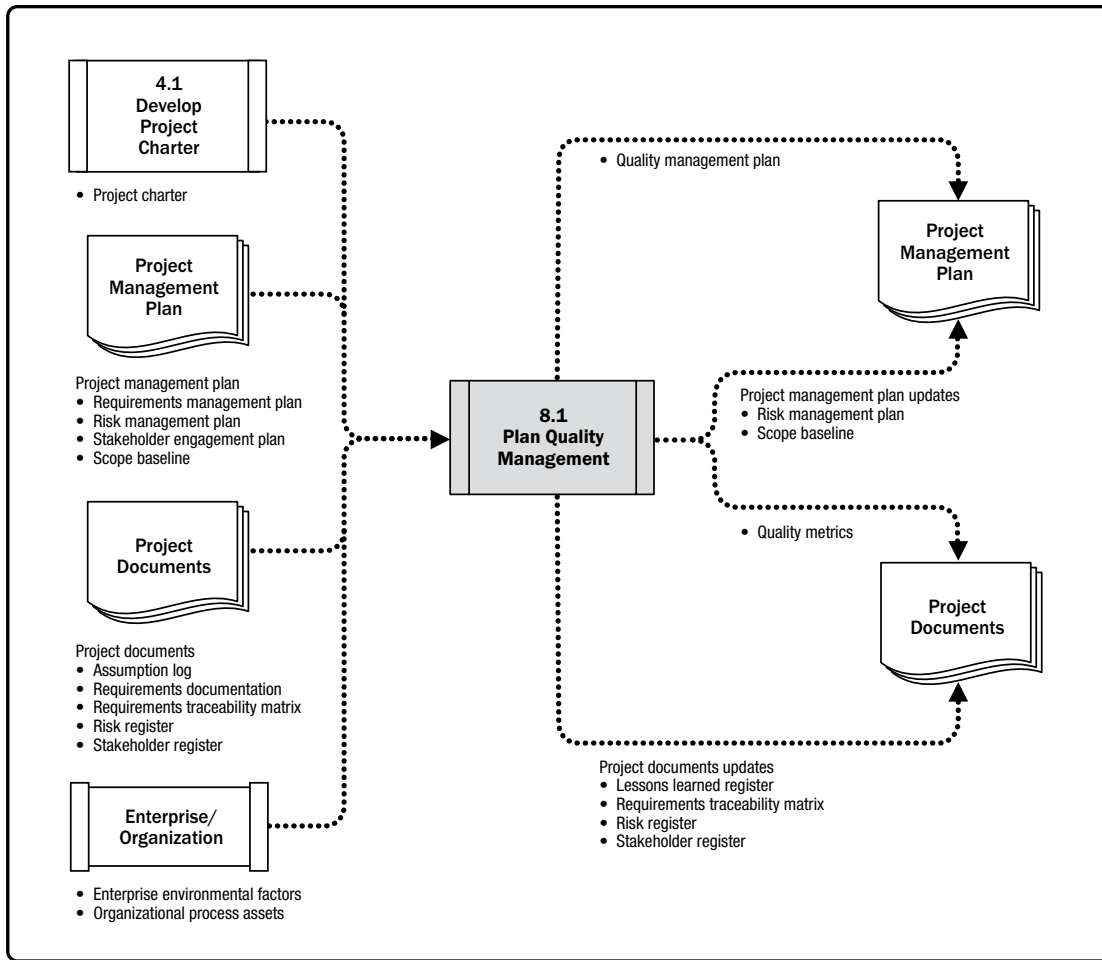 4.1
Develop
Project
Charter
• Project charter
Project
Management
Plan
Project management plan
• Requirements management plan
• Risk management plan
• Stakeholder engagement plan
• Scope baseline
Project
Documents
Project documents
• Assumption log
• Requirements documentation
• Requirements traceability matrix
• Risk register
• Stakeholder register
Enterprise/
Organization
• Enterprise environmental factors
• Organizational process assets
8.1
Plan Quality
Management
• Quality management plan
Project
Management
Plan
Project management plan updates
• Risk management plan
• Scope baseline
• Quality metrics
Project
Documents
Project documents updates
• Lessons learned register
• Requirements traceability matrix
• Risk register
• Stakeholder register